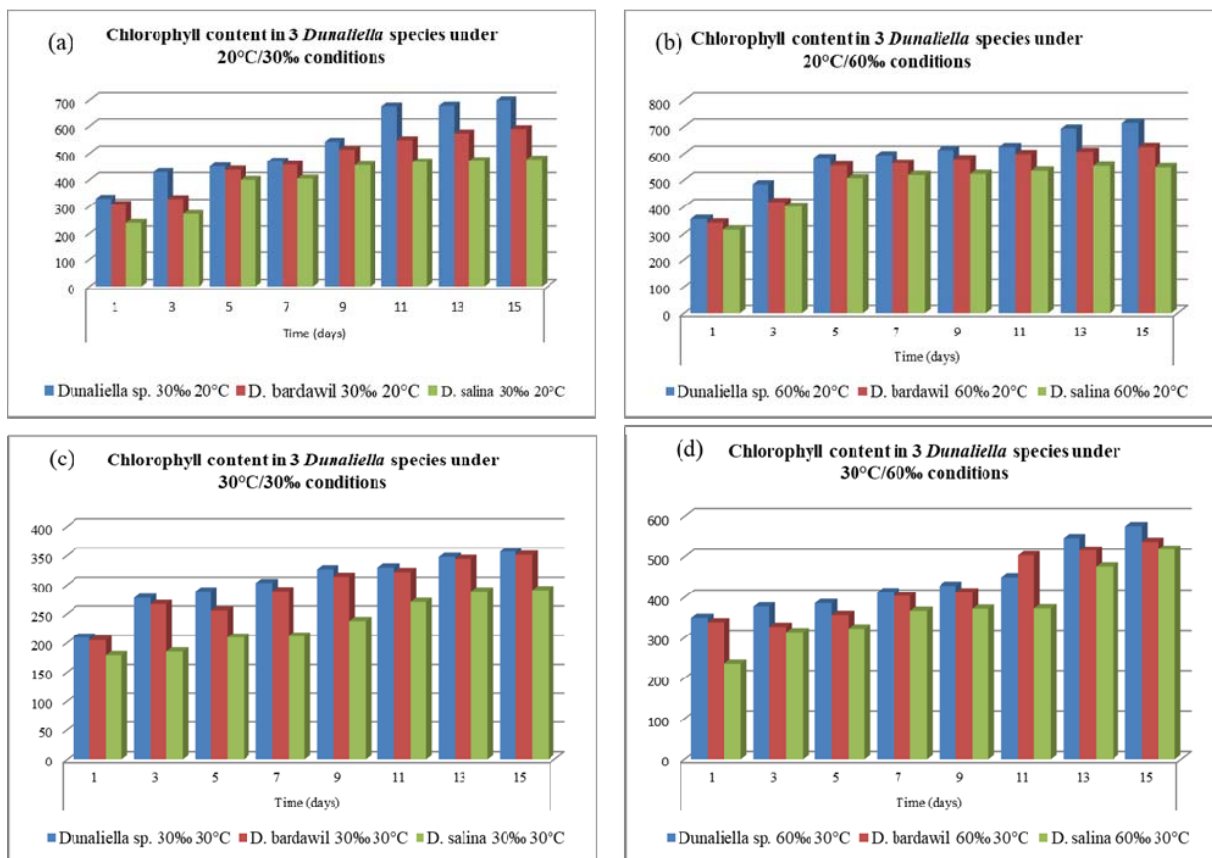 (a)
Chlorophyll content in 3 Dunaliella species under
20°C/30‰ conditions
700
600
500
400
300
200
100
0
1 3 5 7 9 11 13 15
Time (days)
Dunaliella sp. 30‰ 20°C D. bardawil 30‰ 20°C D. salina 30‰ 20°C
(b)
Chlorophyll content in 3 Dunaliella species under
20°C/60‰ conditions
800
700
600
500
400
300
200
100
0
1 3 5 7 9 11 13 15
Time (days)
Dunaliella sp. 60‰ 20°C D. bardawil 60‰ 20°C D. salina 60‰ 20°C
(c)
Chlorophyll content in 3 Dunaliella species under
30°C/30‰ conditions
400
350
300
250
200
150
100
50
0
1 3 5 7 9 11 13 15
Time (days)
Dunaliella sp. 30‰ 30°C D. bardawil 30‰ 30°C D. salina 30‰ 30°C
(d)
Chlorophyll content in 3 Dunaliella species under
30°C/60‰ conditions
600
500
400
300
200
100
0
1 3 5 7 9 11 13 15
Time (days)
Dunaliella sp. 60‰ 30°C D. bardawil 60‰ 30°C D. salina 60‰ 30°C